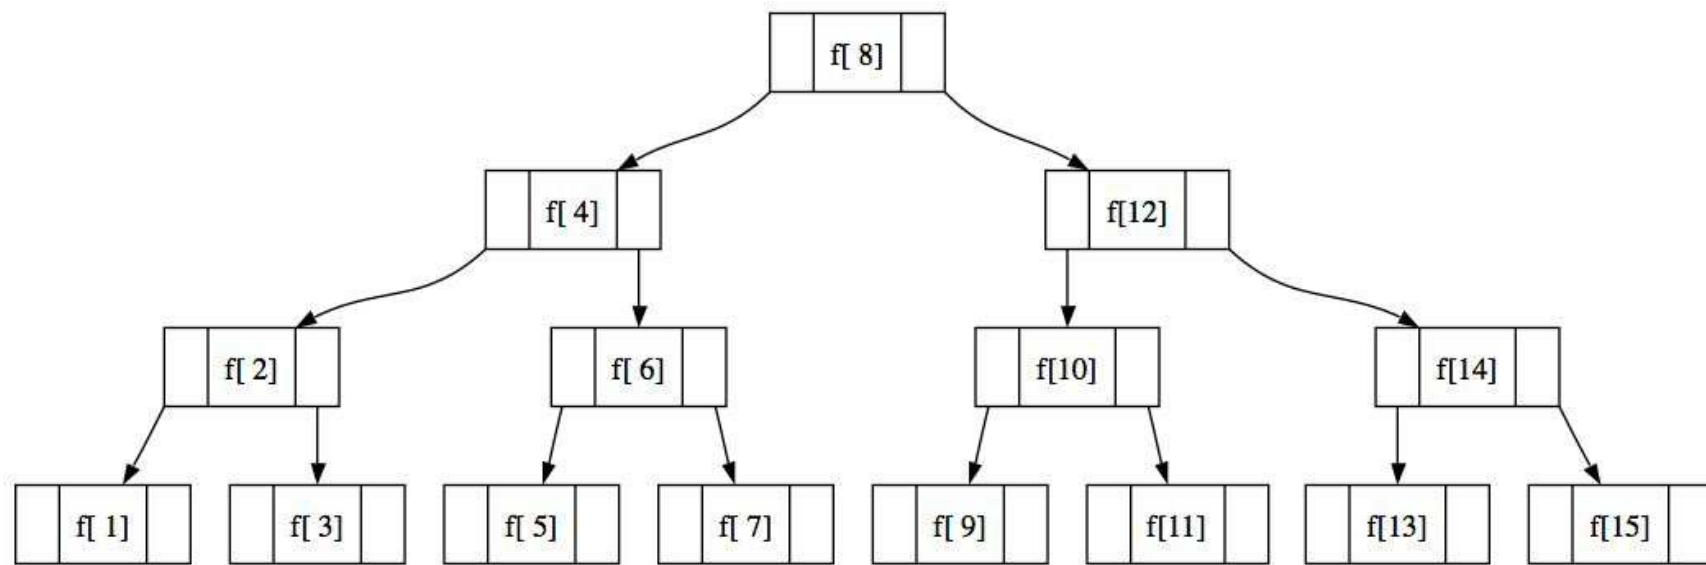 f[ 8]
f[ 4]
f[12]
f[ 2]
f[ 6]
f[10]
f[14]
f[ 1]
f[ 3]
f[ 5]
f[ 7]
f[ 9]
f[11]
f[13]
f[15]